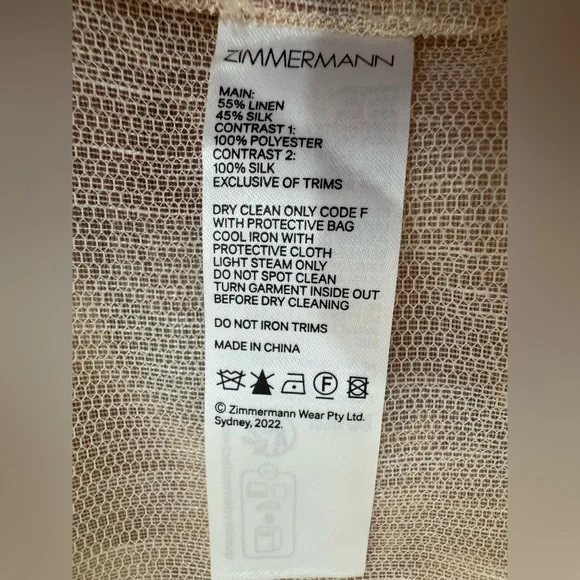 ZIMMERMANN
MAIN:
55% LINEN
45% SILK
CONTRAST 1:
100% POLYESTER
CONTRAST 2:
100% SILK
EXCLUSIVE OF TRIMS
DRY CLEAN ONLY CODE F
WITH PROTECTIVE BAG
COOL IRON WITH
PROTECTIVE CLOTH
LIGHT STEAM ONLY
DO NOT SPOT CLEAN
TURN GARMENT INSIDE OUT
BEFORE DRY CLEANING
DO NOT IRON TRIMS
MADE IN CHINA
F
© Zimmermann Wear Pty Ltd.
Sydney, 2022.